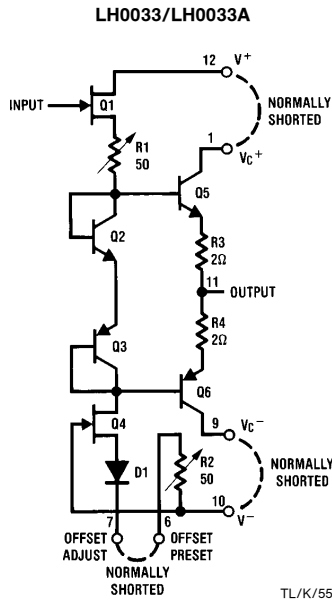 LH0033/LH0033A
12 V+
INPUT
Q1
NORMALLY
SHORTED
R1
50
1
VC+
Q5
Q2
R3
2Ω
11
OUTPUT
R4
2Ω
Q3
Q6
9 VC−
Q4
D1
R2
50
NORMALLY
SHORTED
10
V−
7
6
OFFSET
ADJUST
OFFSET
PRESET
NORMALLY
SHORTED
TL/K/55